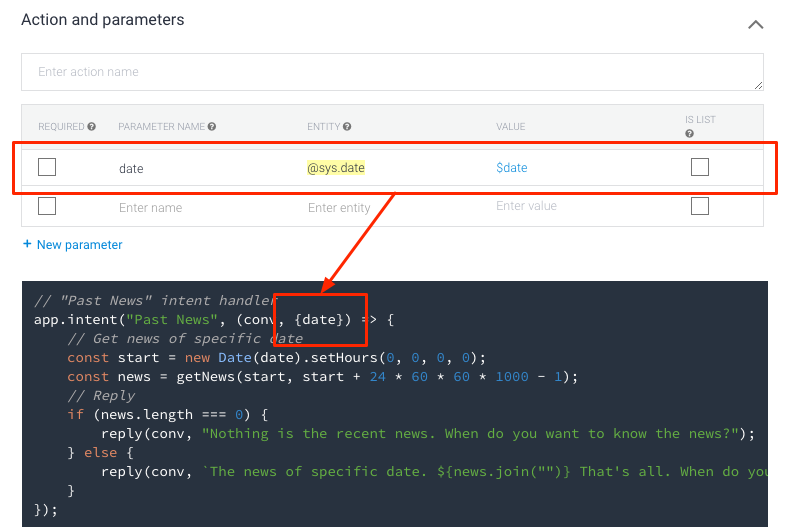 Action and parameters
Enter action name
REQUIRED ? PARAMETER NAME ? ENTITY ? VALUE IS LIST ?
date @sys.date $date
Enter name Enter entity Enter value
+ New parameter
// "Past News" intent handler
app.intent("Past News", (conv, {date}) => {
// Get news of specific date
const start = new Date(date).setHours(0, 0, 0, 0);
const news = getNews(start, start + 24 * 60 * 60 * 1000 - 1);
// Reply
if (news.length === 0) {
reply(conv, "Nothing is the recent news. When do you want to know the news?");
} else {
reply(conv, `The news of specific date. ${news.join("")} That's all. When do you
}
});